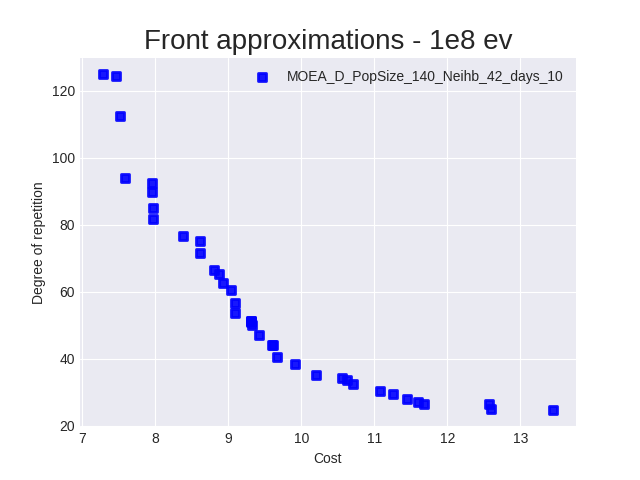 Front approximations - 1e8 ev
MOEA_D_PopSize_140_Neihb_42_days_10
Degree of repetition
120
100
80
60
40
20
7 8 9 10 11 12 13
Cost